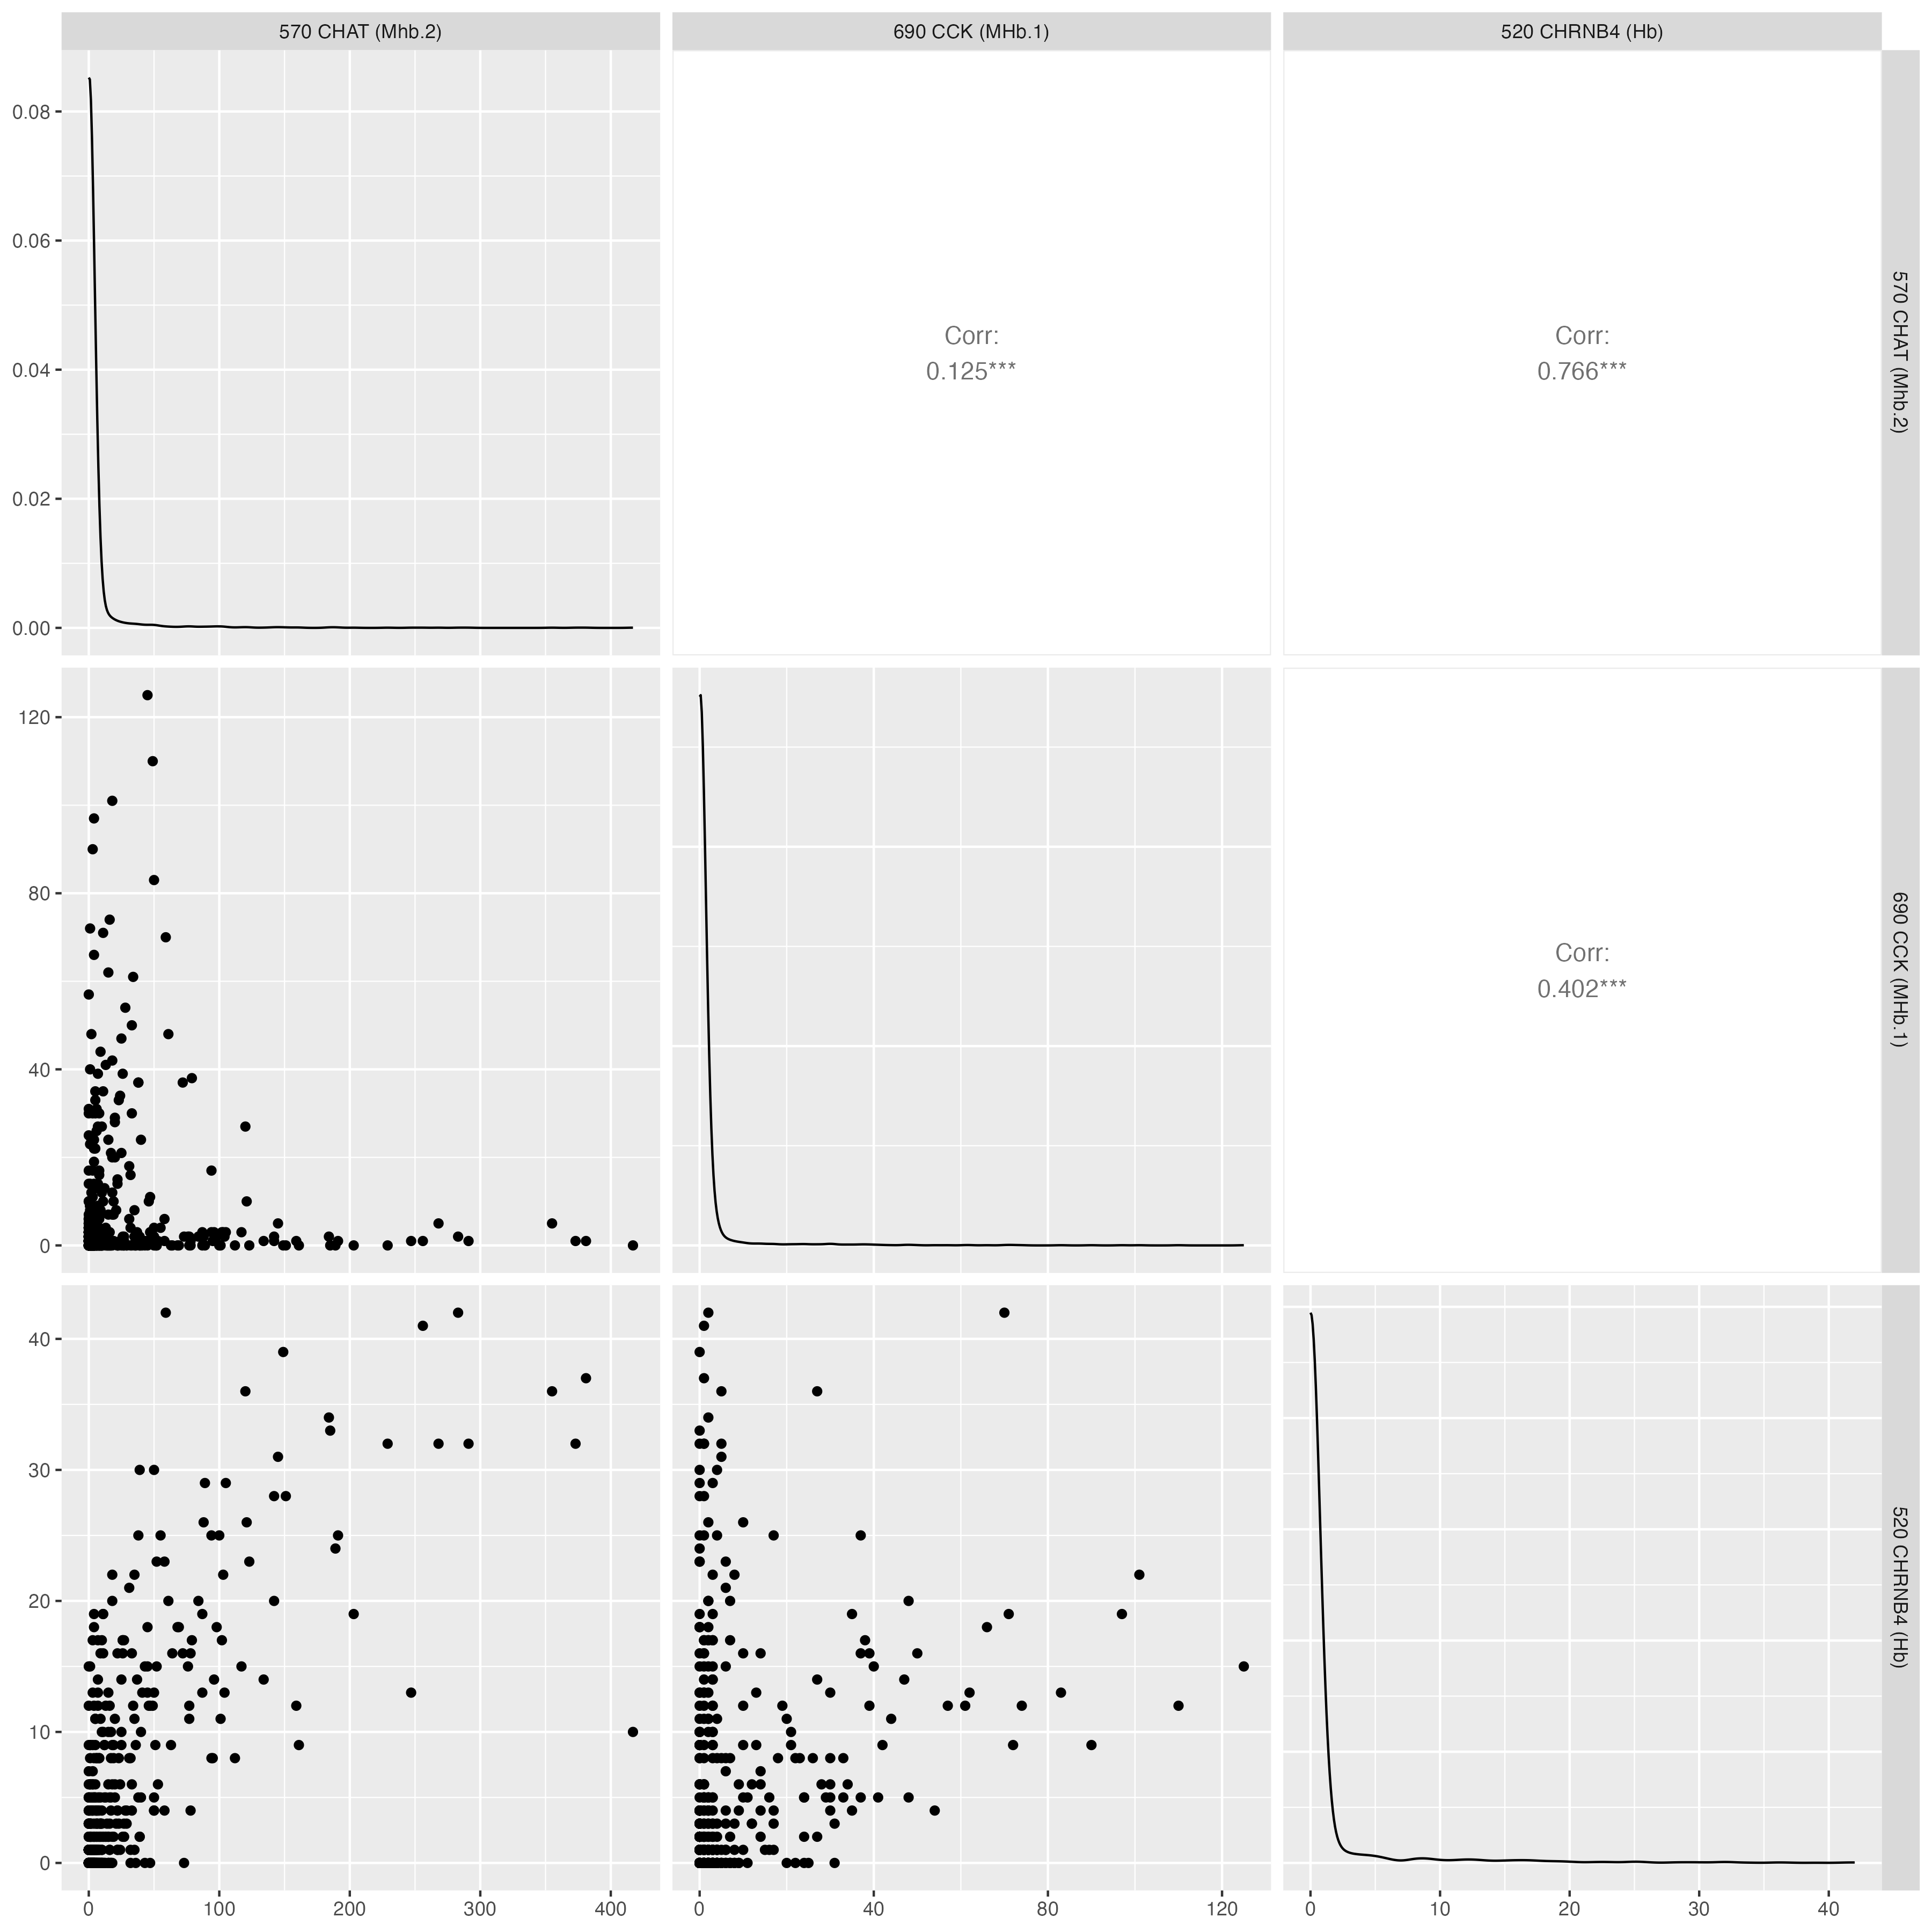 570 CHAT (Mhb.2)
690 CCK (MHb.1)
520 CHRNB4 (Hb)
0.08
0.06
0.04
0.02
0.00
Corr:
0.125***
Corr:
0.766***
570 CHAT (Mhb.2)
120
80
40
0
Corr:
0.402***
690 CCK (MHb.1)
40
30
20
10
0
520 CHRNB4 (Hb)
0 100 200 300 400
0 40 80 120
0 10 20 30 40